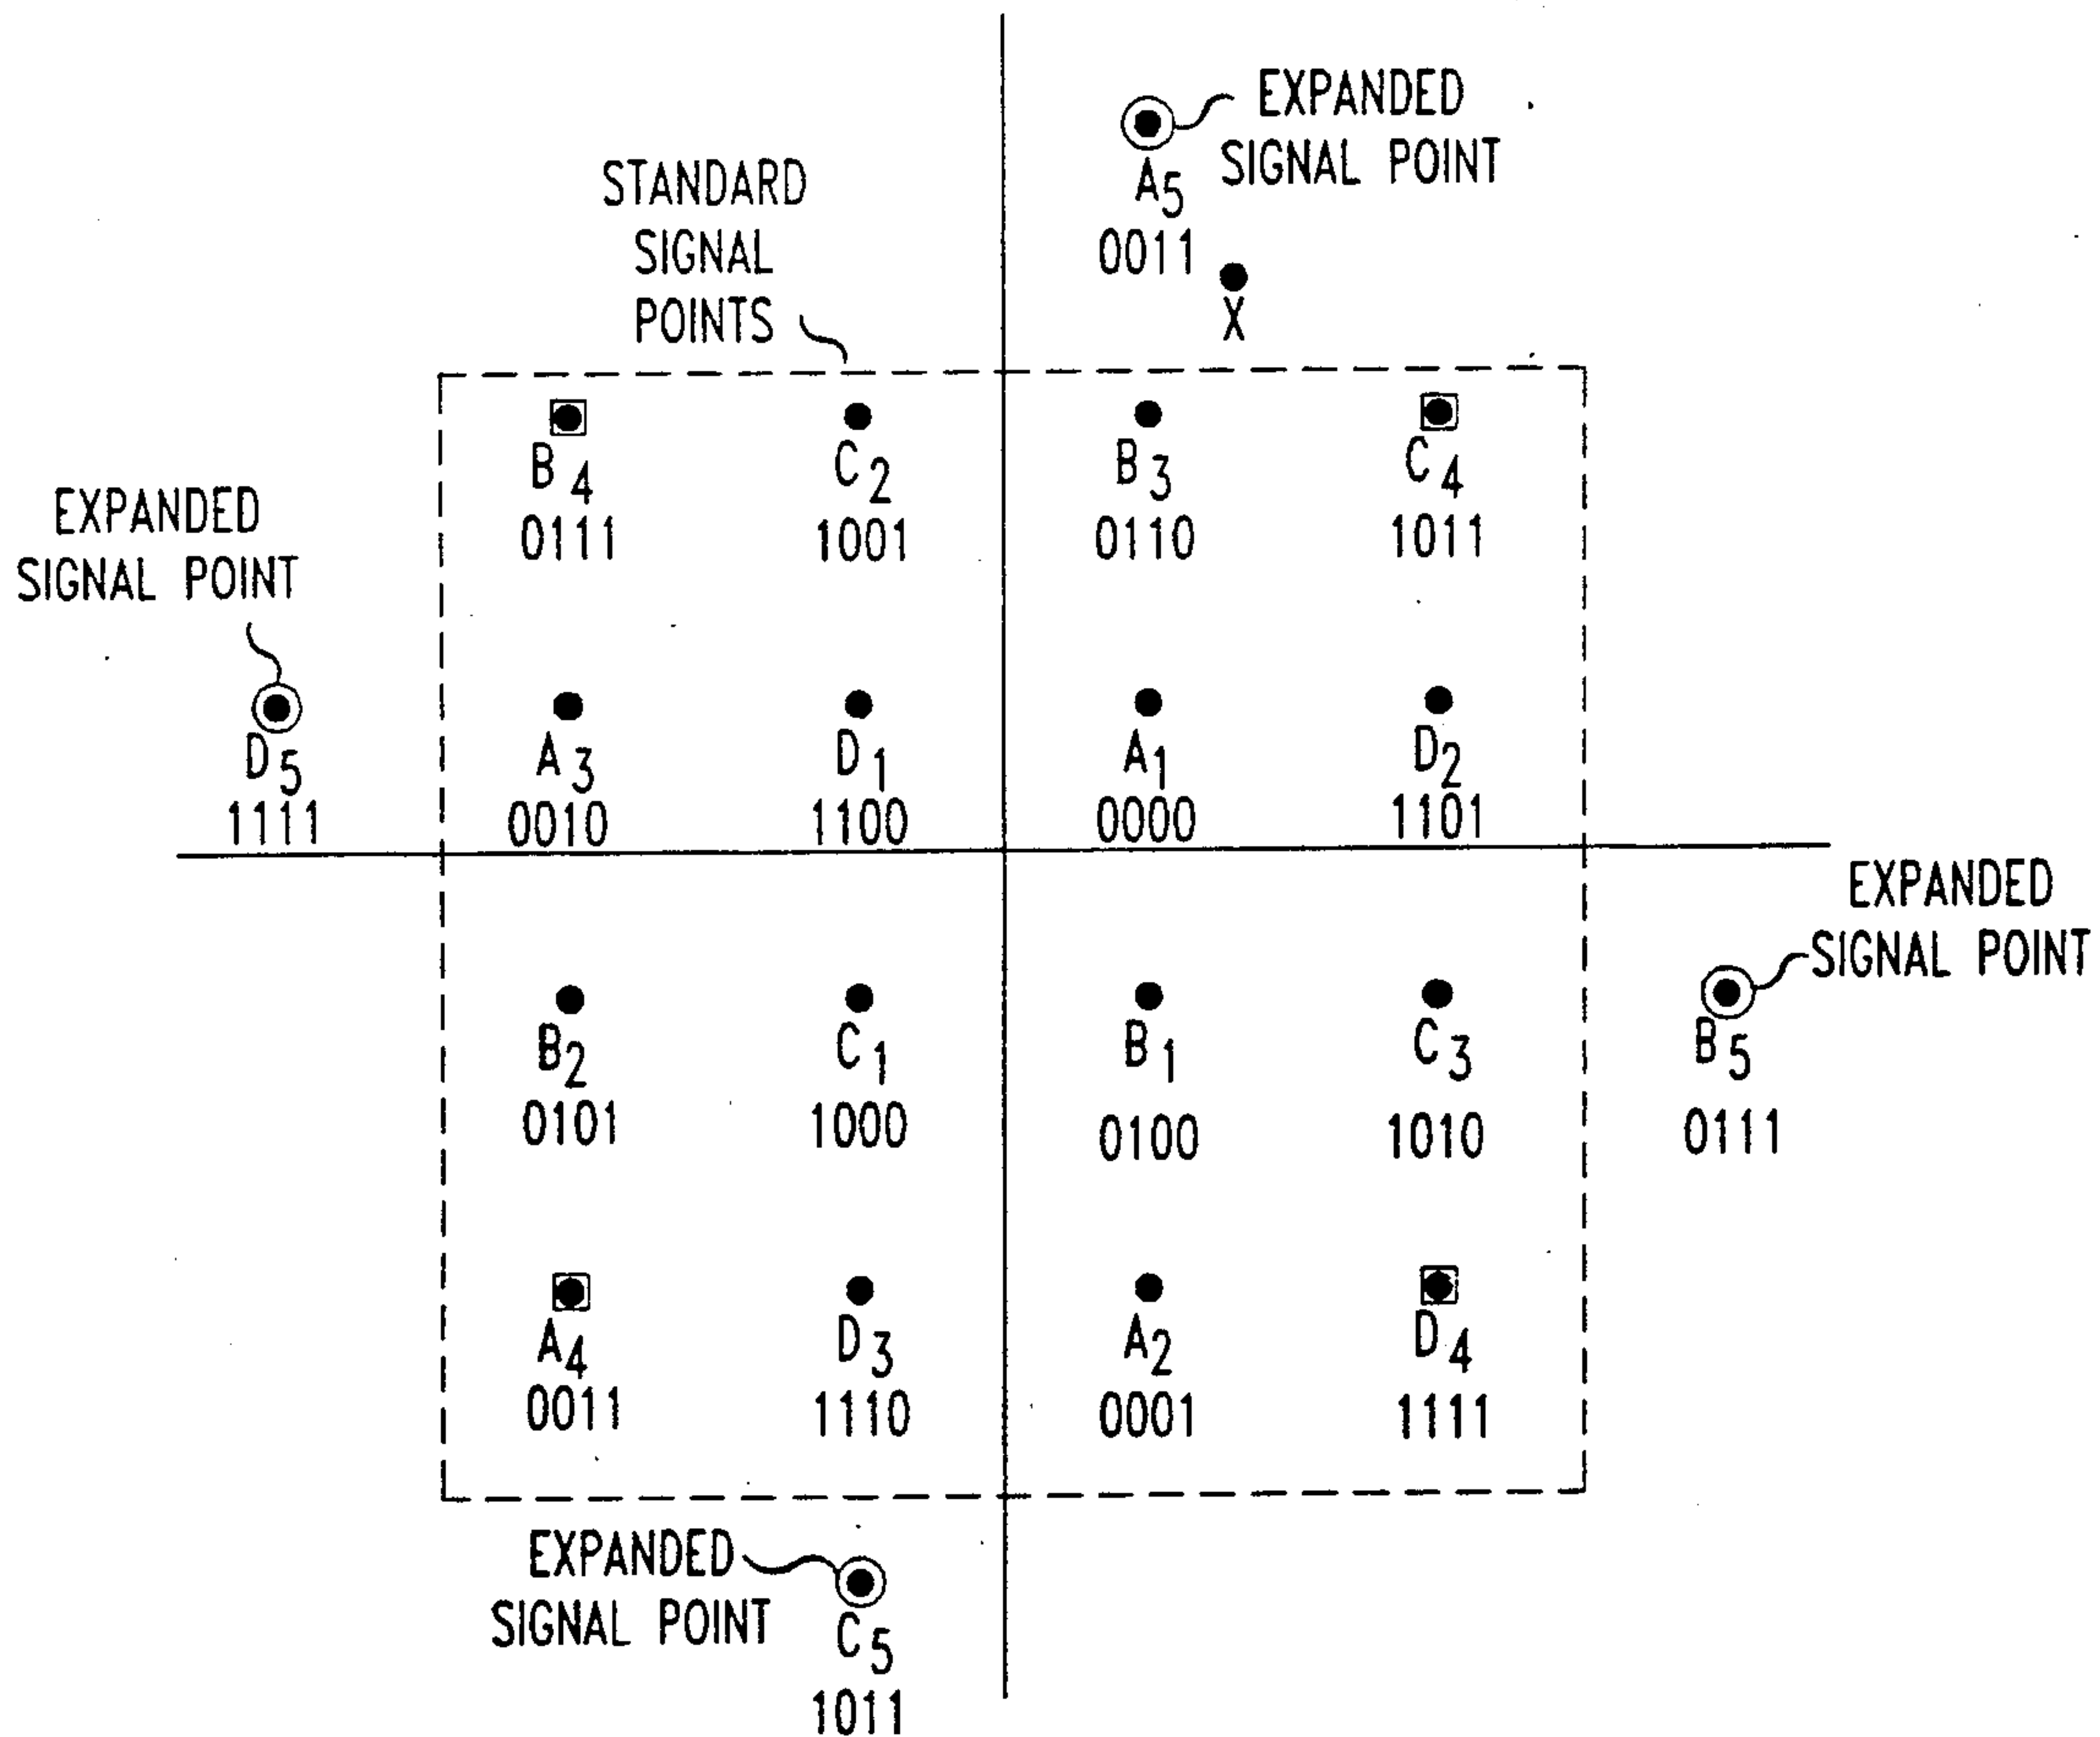 EXPANDED
SIGNAL POINT
A5
0011
X
STANDARD
SIGNAL
POINTS
B4
0111
C2
1001
B3
0110
C4
1011
EXPANDED
SIGNAL POINT
D5
1111
A3
0010
D1
1100
A1
0000
D2
1101
EXPANDED
SIGNAL POINT
B2
0101
C1
1000
B1
0100
C3
1010
B5
0111
A4
0011
D3
1110
A2
0001
D4
1111
EXPANDED
SIGNAL POINT
C5
1011